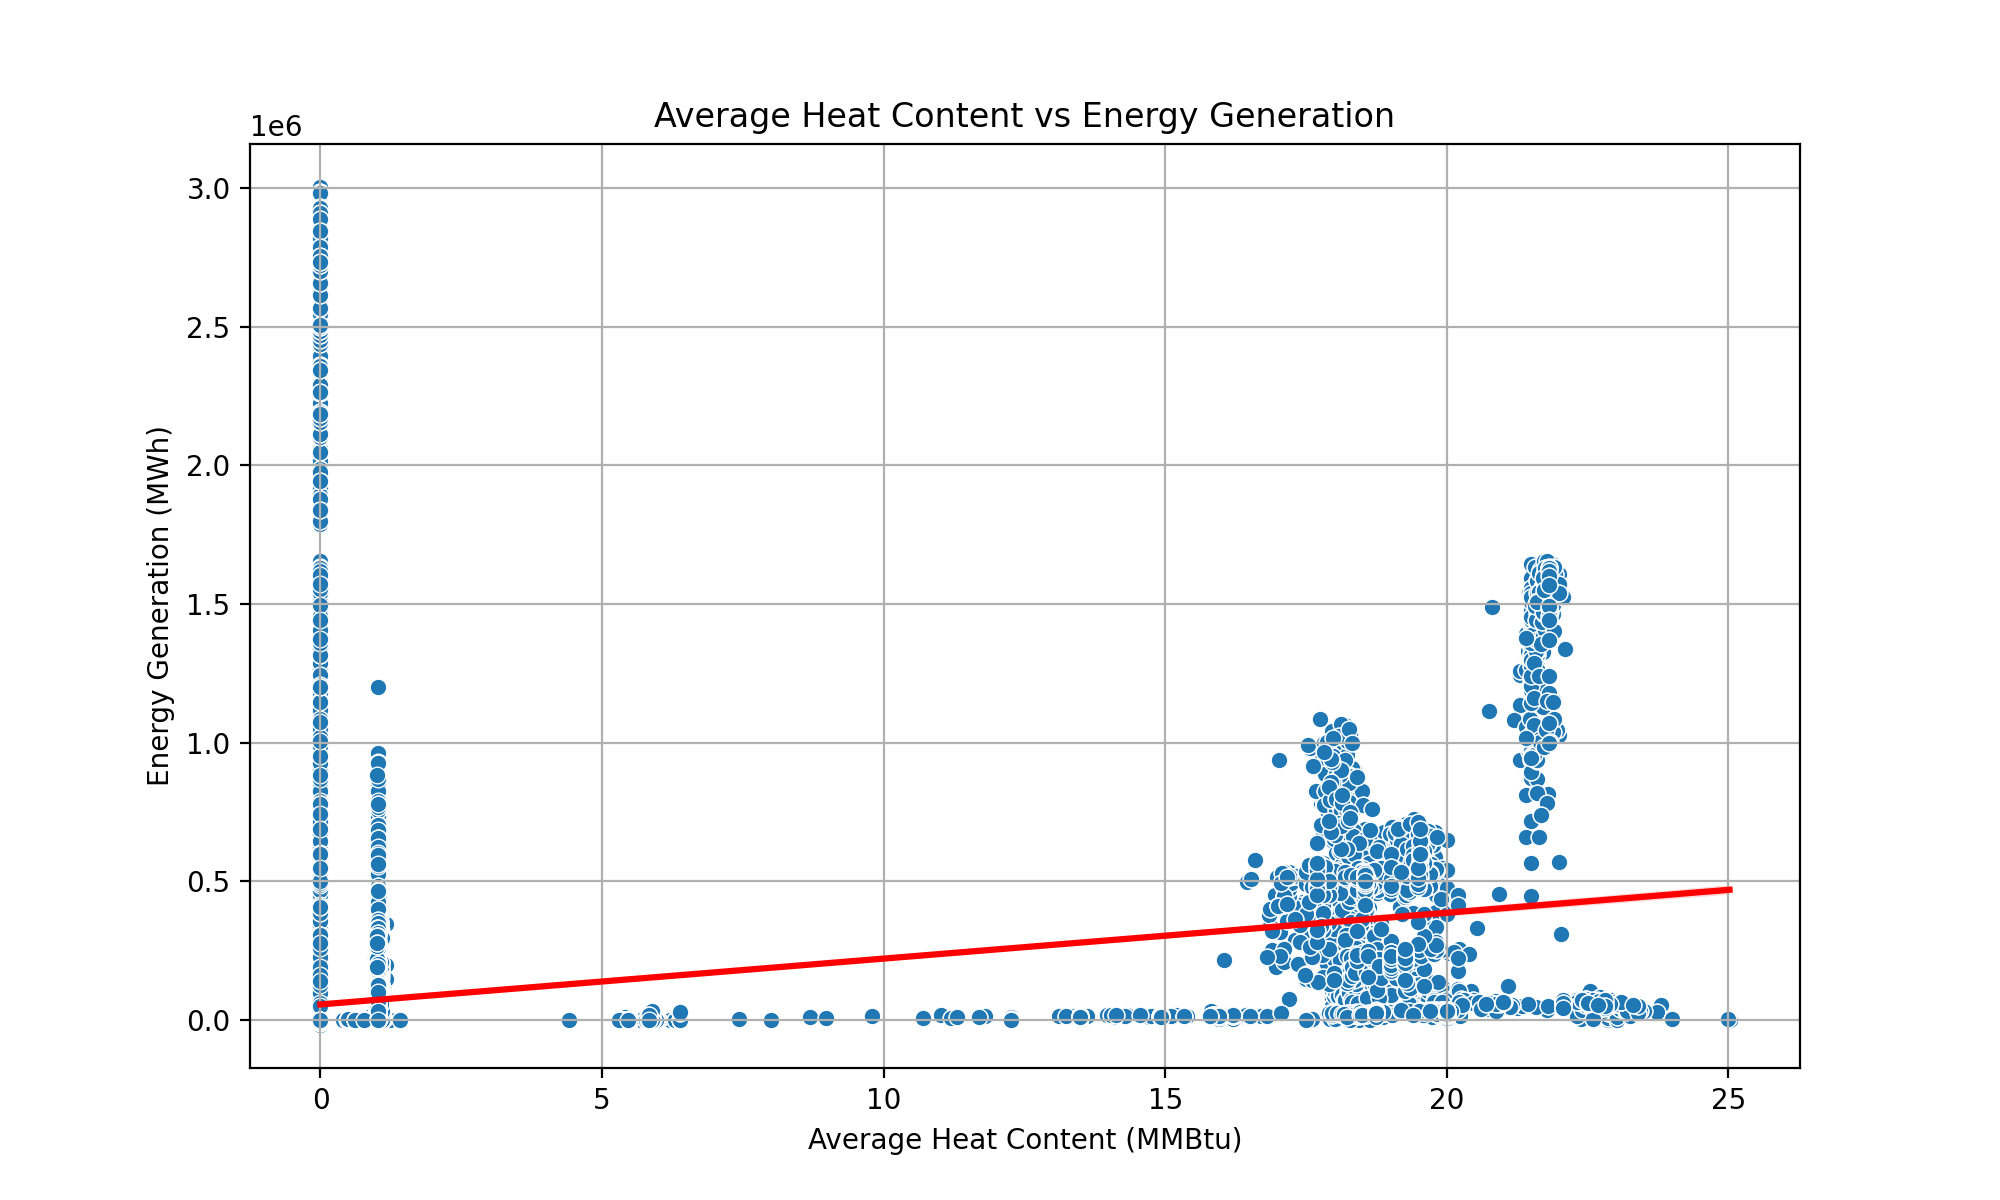 Average Heat Content vs Energy Generation
1e6
3.0
2.5
2.0
1.5
1.0
0.5
0.0
Energy Generation (MWh)
0 5 10 15 20 25
Average Heat Content (MMBtu)